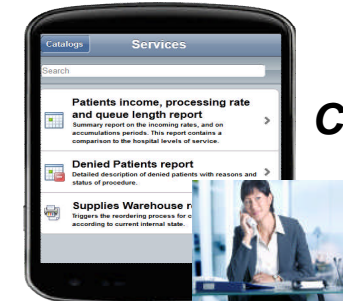 Catalogs
Services
Search
Patients income, processing rate
and queue length report
Summary report on the incoming rates, and on
accumulations periods. This report contains a
comparison to the hospital levels of service.
Denied Patients report
Detailed description of denied patients with reasons and
status of procedure.
Supplies Warehouse
Triggers the reordering process for
according to current internal state.
C